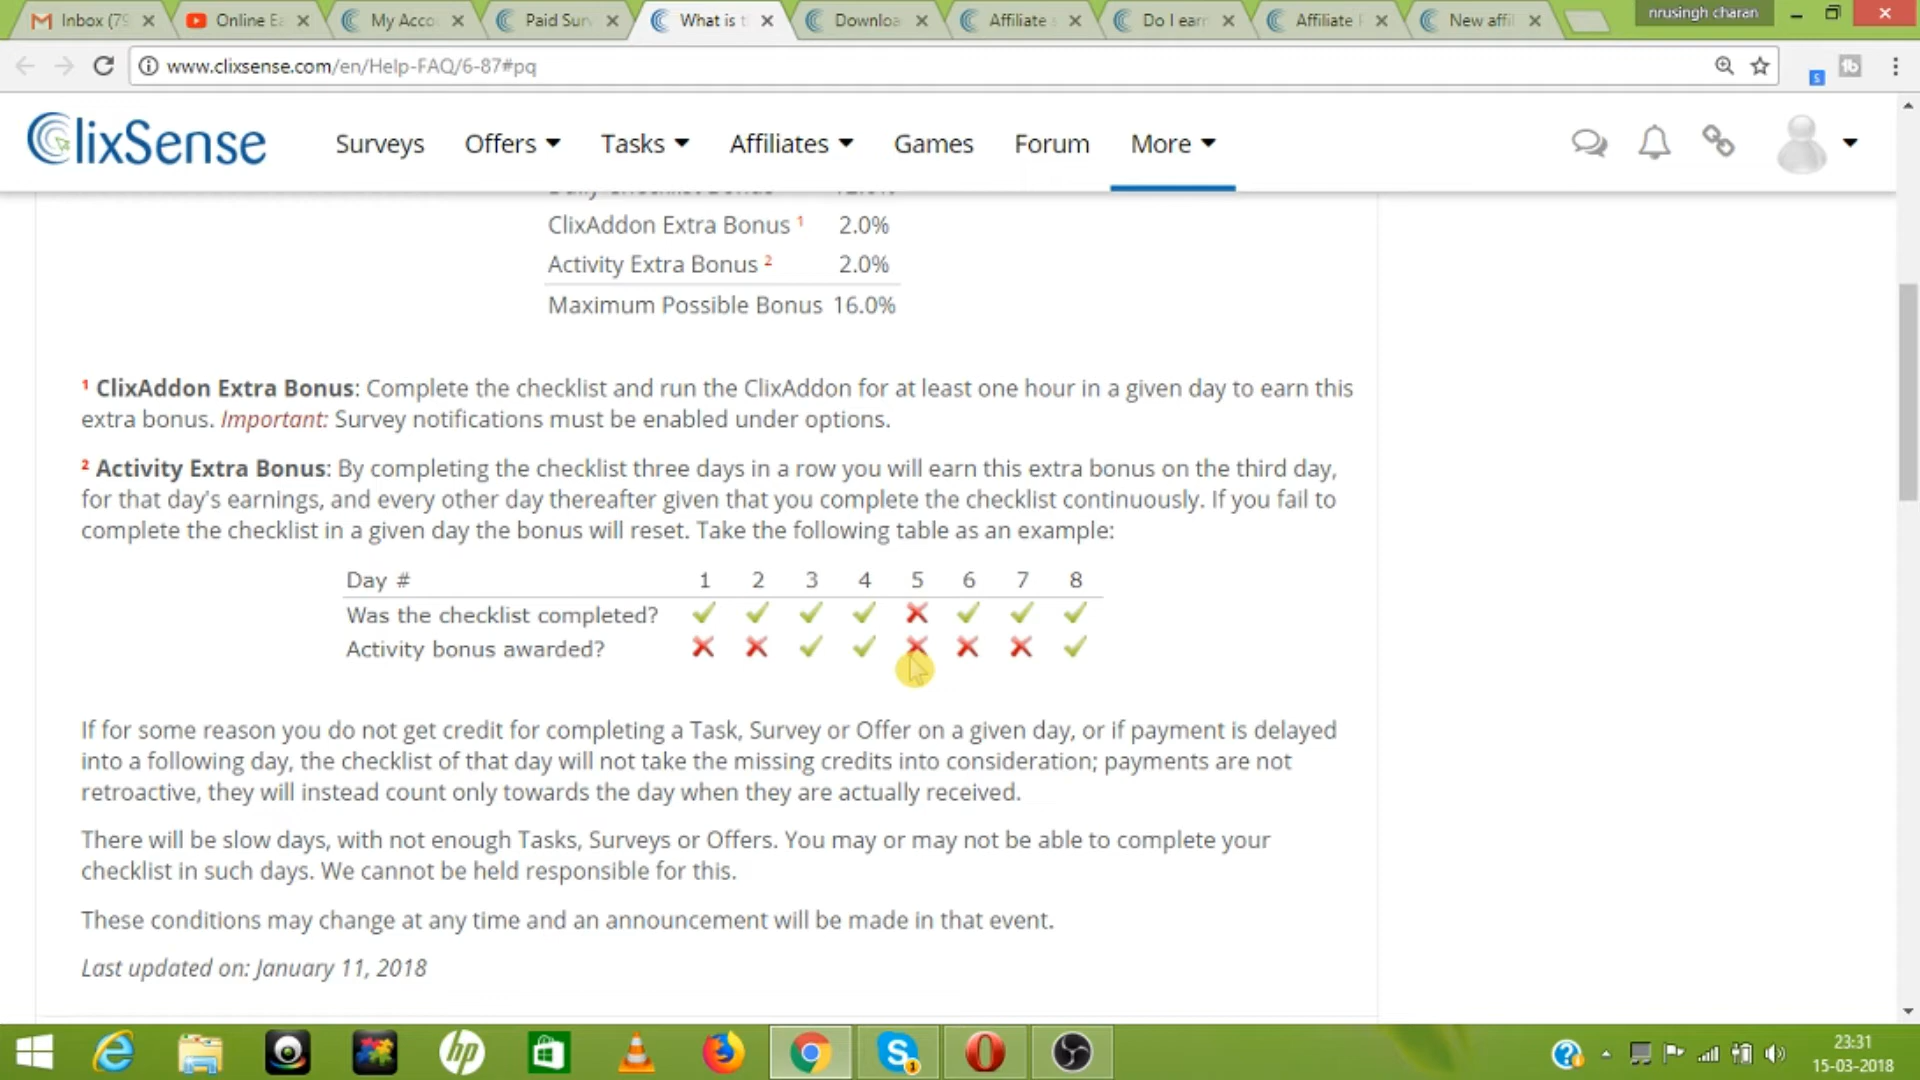 Inbox (79
Online Ea
My Acco
Paid Sur
What is t
Downloa
Affiliate
Do I earn
Affiliate
New affil
nrusingh charan
www.clixsense.com/en/Help-FAQ/6-87#pq
ClixSense
Surveys Offers Tasks Affiliates Games Forum More
ClixAddon Extra Bonus 1 2.0%
Activity Extra Bonus 2 2.0%
Maximum Possible Bonus 16.0%
1 ClixAddon Extra Bonus: Complete the checklist and run the ClixAddon for at least one hour in a given day to earn this
extra bonus. Important: Survey notifications must be enabled under options.
2 Activity Extra Bonus: By completing the checklist three days in a row you will earn this extra bonus on the third day,
for that day's earnings, and every other day thereafter given that you complete the checklist continuously. If you fail to
complete the checklist in a given day the bonus will reset. Take the following table as an example:
Day # 1 2 3 4 5 6 7 8
Was the checklist completed?
Activity bonus awarded?
If for some reason you do not get credit for completing a Task, Survey or Offer on a given day, or if payment is delayed
into a following day, the checklist of that day will not take the missing credits into consideration; payments are not
retroactive, they will instead count only towards the day when they are actually received.
There will be slow days, with not enough Tasks, Surveys or Offers. You may or may not be able to complete your
checklist in such days. We cannot be held responsible for this.
These conditions may change at any time and an announcement will be made in that event.
Last updated on: January 11, 2018
23:31
15-03-2018